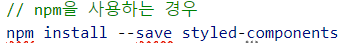 // npm을 사용하는 경우
npm install --save styled-components